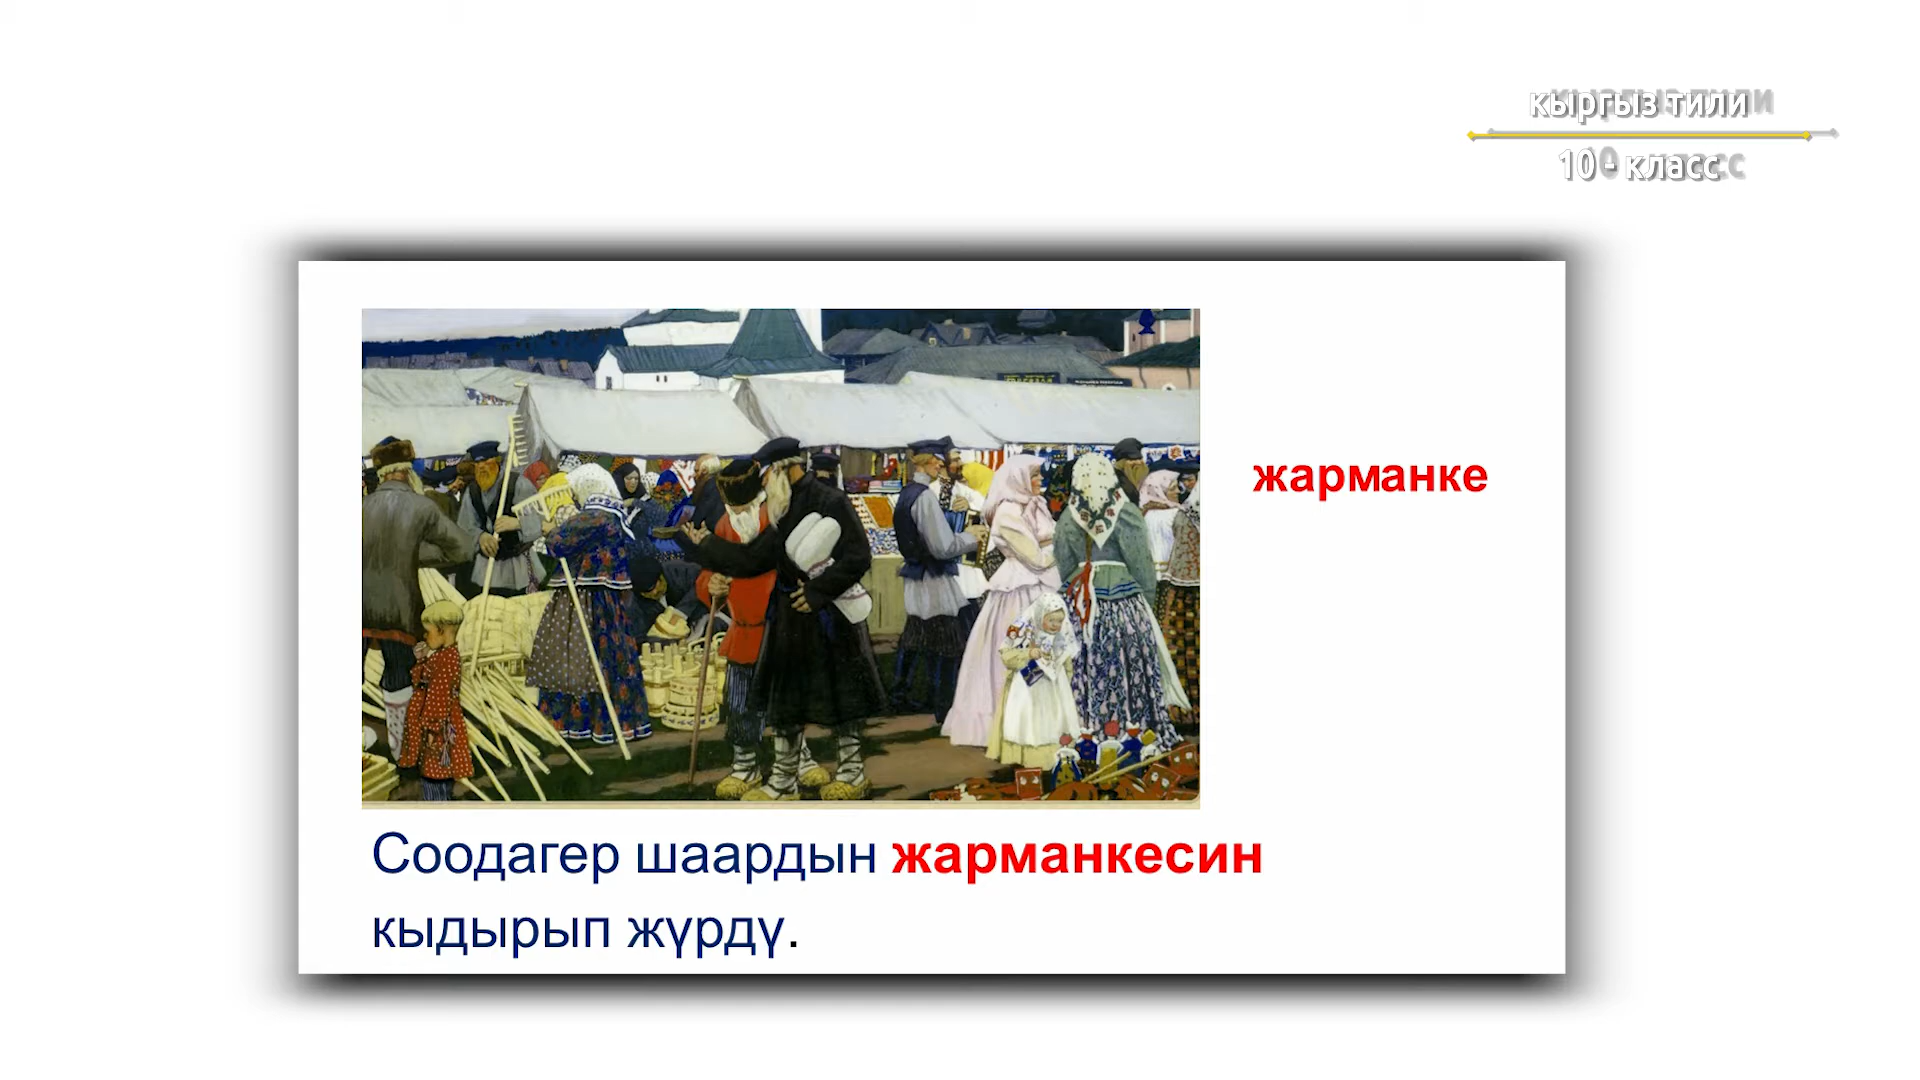 кыргыз тили
10 - класс
жарманке
Соодагер шаардын жарманкесин
кыдырып жүрдү.